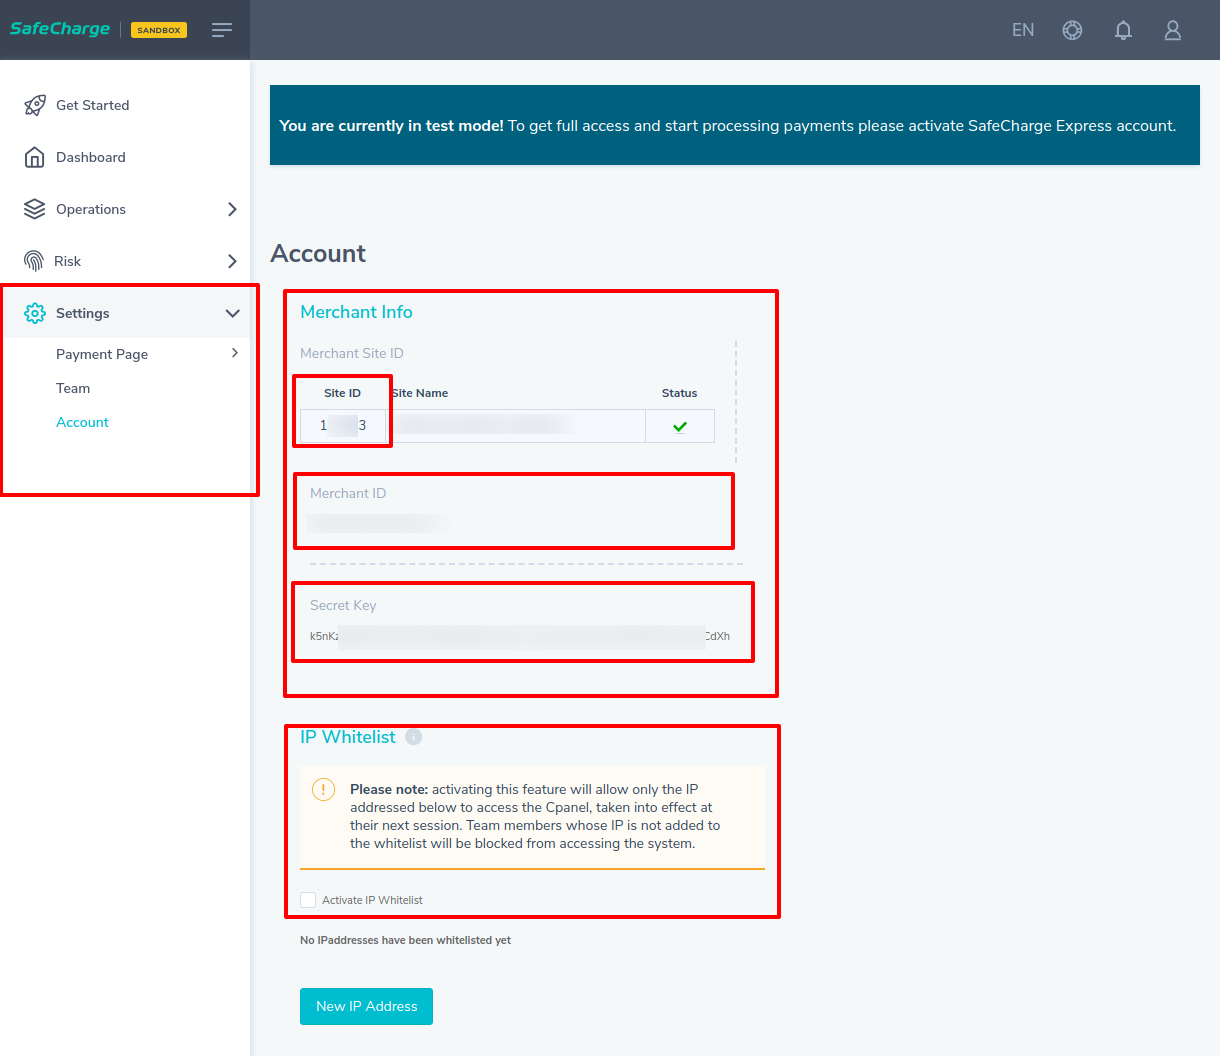 SafeCharge SANDBOX EN
Get Started
Dashboard
Operations
Risk
Settings
Payment Page
Team
Account
You are currently in test mode! To get full access and start processing payments please activate SafeCharge Express account.
Account
Merchant Info
Merchant Site ID
Site ID Site Name Status
1 3
Merchant ID
Secret Key
k5nKz CdXh
IP Whitelist
Please note: activating this feature will allow only the IP
addressed below to access the Cpanel, taken into effect at
their next session. Team members whose IP is not added to
the whitelist will be blocked from accessing the system.
Activate IP Whitelist
No IPaddresses have been whitelisted yet
New IP Address